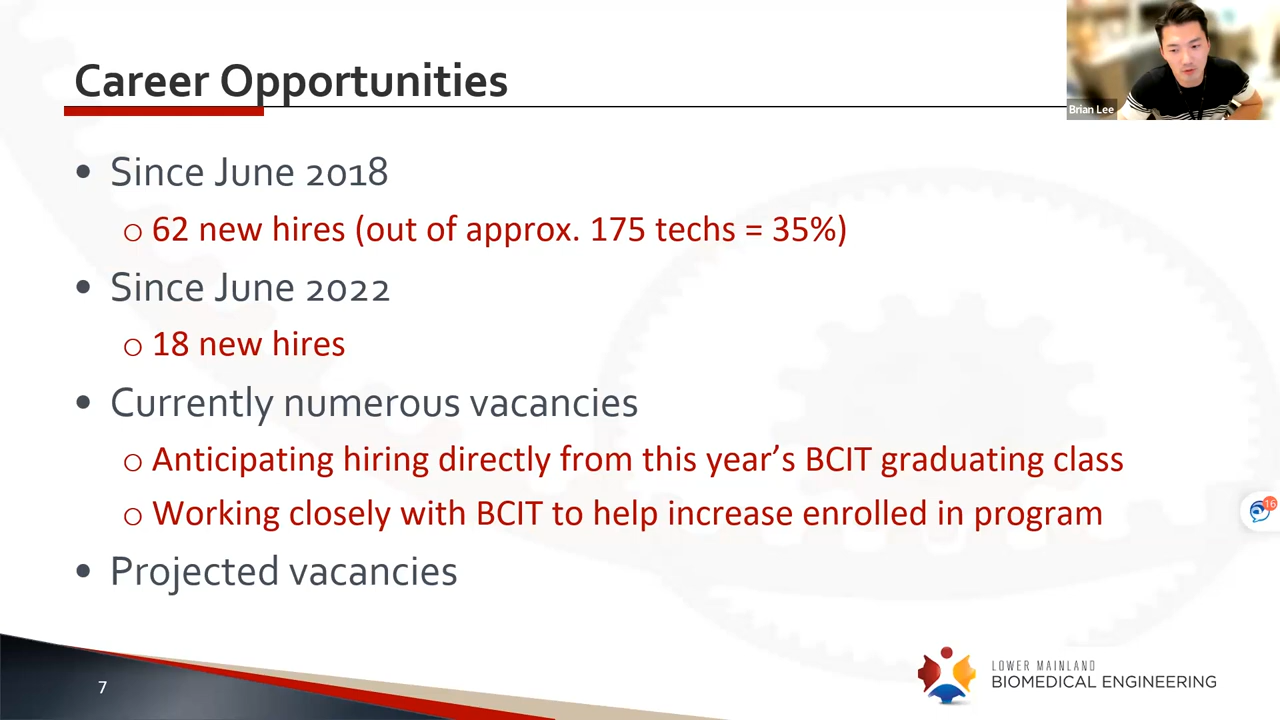 Career Opportunities
Brian Lee
• Since June 2018
o 62 new hires (out of approx. 175 techs = 35%)
• Since June 2022
o 18 new hires
• Currently numerous vacancies
o Anticipating hiring directly from this year’s BCIT graduating class
o Working closely with BCIT to help increase enrolled in program
16
• Projected vacancies
7
LOWER MAINLAND
BIOMEDICAL ENGINEERING